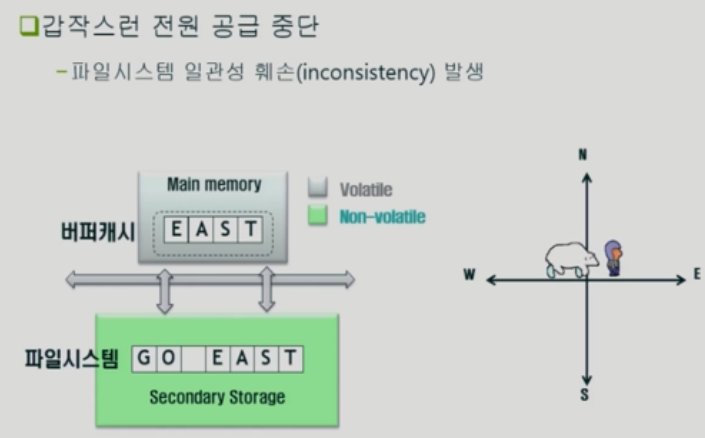 갑작스런 전원 공급 중단
–파일시스템 일관성 훼손(inconsistency) 발생
Main memory
버퍼캐시
E A S T
Volatile
Non-volatile
파일시스템
G O E A S T
Secondary Storage
N
W
E
S